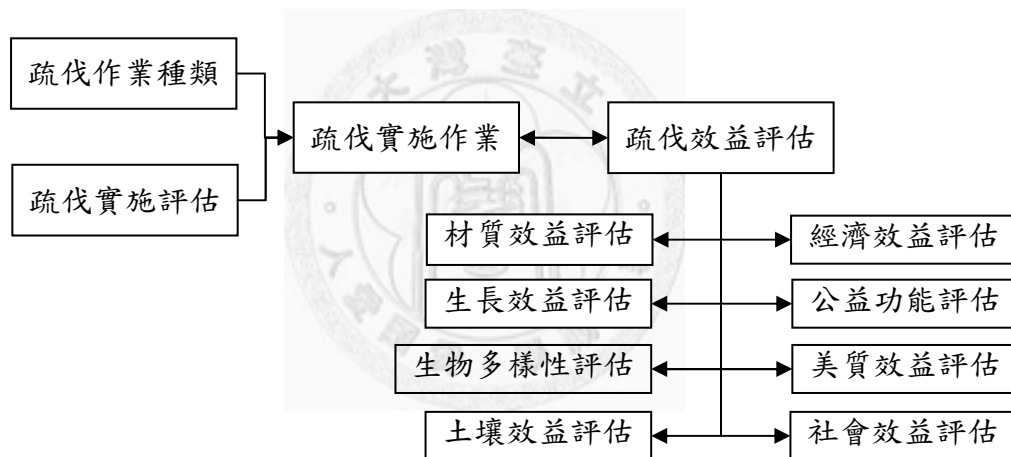 疏伐作業種類
疏伐實施評估
疏伐實施作業
疏伐效益評估
材質效益評估
經濟效益評估
生長效益評估
公益功能評估
生物多樣性評估
美質效益評估
土壤效益評估
社會效益評估